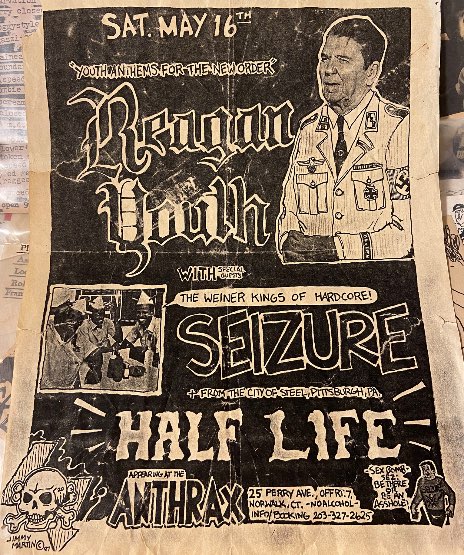 SAT. MAY 16TH
"YOUTH ANTHEMS FOR THE NEW ORDER"
Reagan
Youth
WITH SPECIAL GUESTS
THE WEINER KINGS OF HARDCORE!
SEIZURE
+ FROM THE CITY OF STEEL, PITTSBURGH, PA.
HALF LIFE
APPEARING AT THE
ANTHRAX
25 PERRY AVE., OFF RT. 7,
NORWALK, CT. -NO ALCOHOL-
INFO/BOOKING 203-327-2625
-SEX BOMB-
SEZ:
BE THERE
OR BE
AN
ASSHOLE!
JIMMY
MARTIN ©87